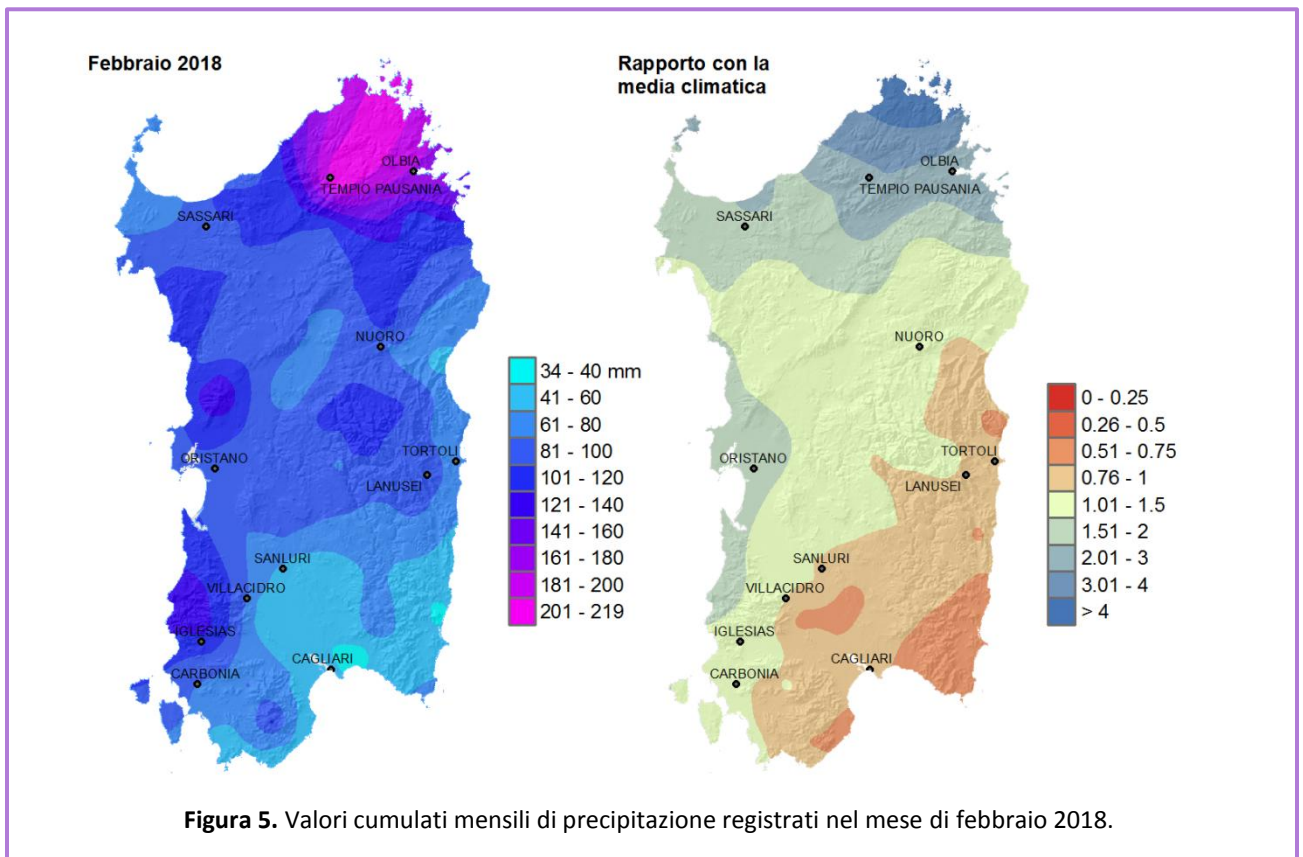 Febbraio 2018
OLBIA
TEMPIO PAUSANIA
SASSARI
NUORO
ORISTANO
TORTOLI
LANUSEI
SANLURI
VILLACIDRO
IGLESIAS
CAGLIARI
CARBONIA
34 - 40 mm
41 - 60
61 - 80
81 - 100
101 - 120
121 - 140
141 - 160
161 - 180
181 - 200
201 - 219
Rapporto con la
media climatica
OLBIA
TEMPIO PAUSANIA
SASSARI
NUORO
ORISTANO
TORTOLI
LANUSEI
SANLURI
VILLACIDRO
IGLESIAS
CAGLIARI
CARBONIA
0 - 0.25
0.26 - 0.5
0.51 - 0.75
0.76 - 1
1.01 - 1.5
1.51 - 2
2.01 - 3
3.01 - 4
> 4
Figura 5. Valori cumulati mensili di precipitazione registrati nel mese di febbraio 2018.